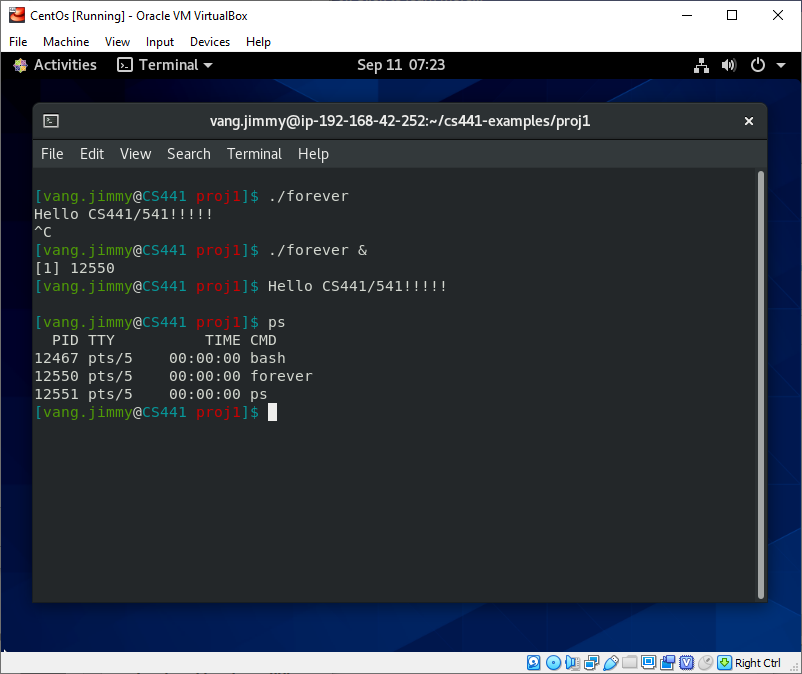 CentOs [Running] - Oracle VM VirtualBox
File Machine View Input Devices Help
Activities Terminal Sep 11 07:23
vang.jimmy@ip-192-168-42-252:~/cs441-examples/proj1
File Edit View Search Terminal Help
[vang.jimmy@CS441 proj1]$ ./forever
Hello CS441/541!!!!!
^C
[vang.jimmy@CS441 proj1]$ ./forever &
[1] 12550
[vang.jimmy@CS441 proj1]$ Hello CS441/541!!!!!
[vang.jimmy@CS441 proj1]$ ps
  PID TTY          TIME CMD
12467 pts/5    00:00:00 bash
12550 pts/5    00:00:00 forever
12551 pts/5    00:00:00 ps
[vang.jimmy@CS441 proj1]$
Right Ctrl